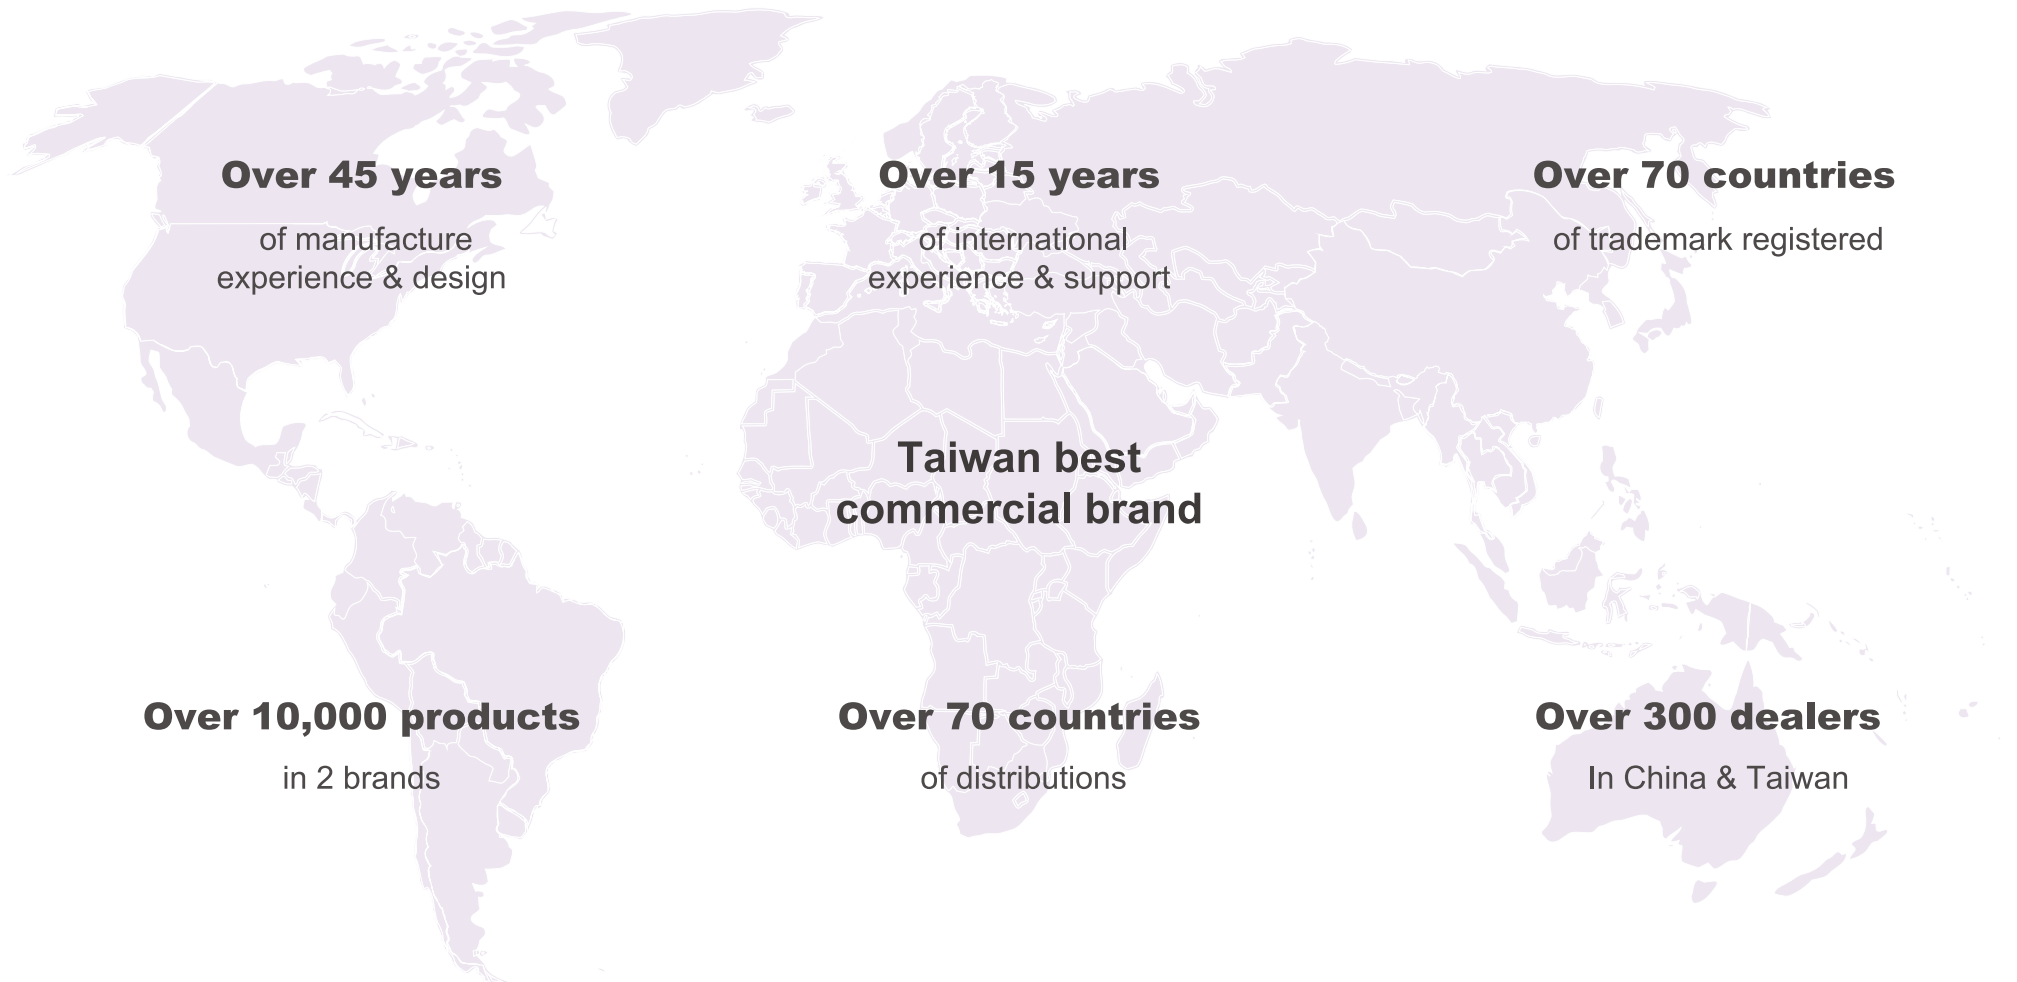 Over 45 years
of manufacture
experience & design
Over 15 years
of international
experience & support
Over 70 countries
of trademark registered
Taiwan best
commercial brand
Over 10,000 products
in 2 brands
Over 70 countries
of distributions
Over 300 dealers
In China & Taiwan